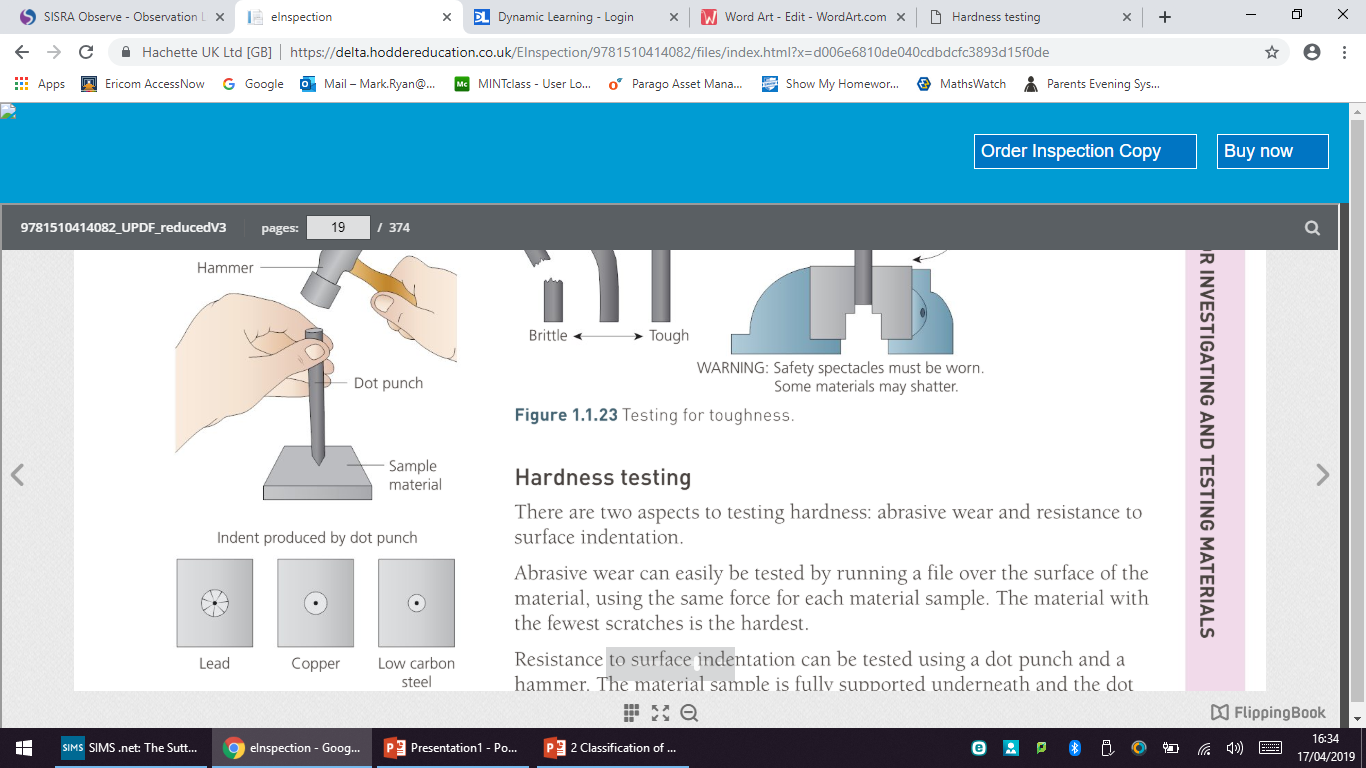 SISRA Observe - Observation L
eInspection
Dynamic Learning - Login
Word Art - Edit - WordArt.com
Hardness testing
Hachette UK Ltd [GB] | https://delta.hoddereducation.co.uk/EInspection/9781510414082/files/index.html?x=d006e6810de040cdbdcfc3893d15f0de
Apps
Ericom AccessNow
Google
Mail – Mark.Ryan@...
MINTclass - User Lo...
Parago Asset Mana...
Show My Homewor...
MathsWatch
Parents Evening Sys...
Order Inspection Copy
Buy now
9781510414082_UPDF_reducedV3
pages: 19 / 374
Hammer
Dot punch
Sample
material
Indent produced by dot punch
Lead
Copper
Low carbon
steel
Brittle
Tough
WARNING: Safety spectacles must be worn.
Some materials may shatter.
Figure 1.1.23 Testing for toughness.
Hardness testing
There are two aspects to testing hardness: abrasive wear and resistance to
surface indentation.
Abrasive wear can easily be tested by running a file over the surface of the
material, using the same force for each material sample. The material with
the fewest scratches is the hardest.
Resistance to surface indentation can be tested using a dot punch and a
hammer. The material sample is fully supported underneath and the dot
OR INVESTIGATING AND TESTING MATERIALS
FlippingBook
SIMS
SIMS .net: The Sutt...
eInspection - Goog...
Presentation1 - Po...
2 Classification of ...
16:34
17/04/2019